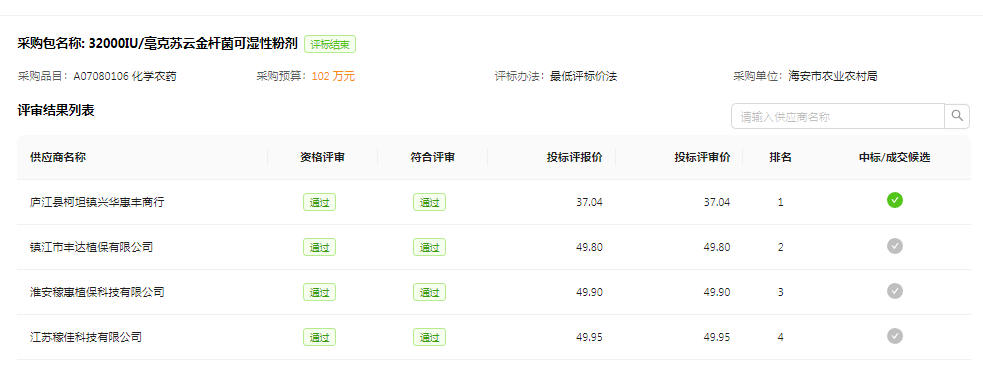 采购包名称: 32000IU/毫克苏云金杆菌可湿性粉剂 评标结束
采购品目：A07080106 化学农药 采购预算：102 万元 评标办法：最低评标价法 采购单位：海安市农业农村局
评审结果列表
请输入供应商名称
供应商名称 资格评审 符合评审 投标评报价 投标评审价 排名 中标/成交候选
庐江县柯坦镇兴华惠丰商行 通过 通过 37.04 37.04 1
镇江市丰达植保有限公司 通过 通过 49.80 49.80 2
淮安稼惠植保科技有限公司 通过 通过 49.90 49.90 3
江苏稼佳科技有限公司 通过 通过 49.95 49.95 4